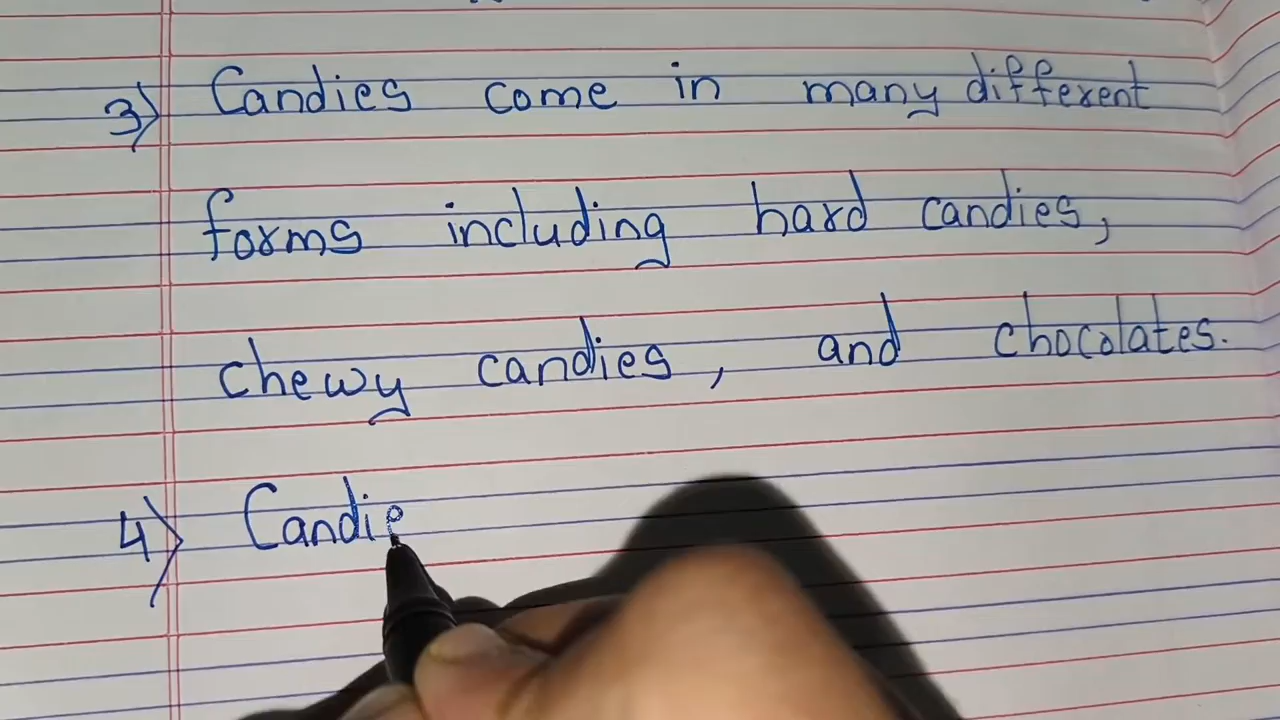 3) Candies come in many different
forms including hard candies,
chewy candies, and chocolates.
4) Candie